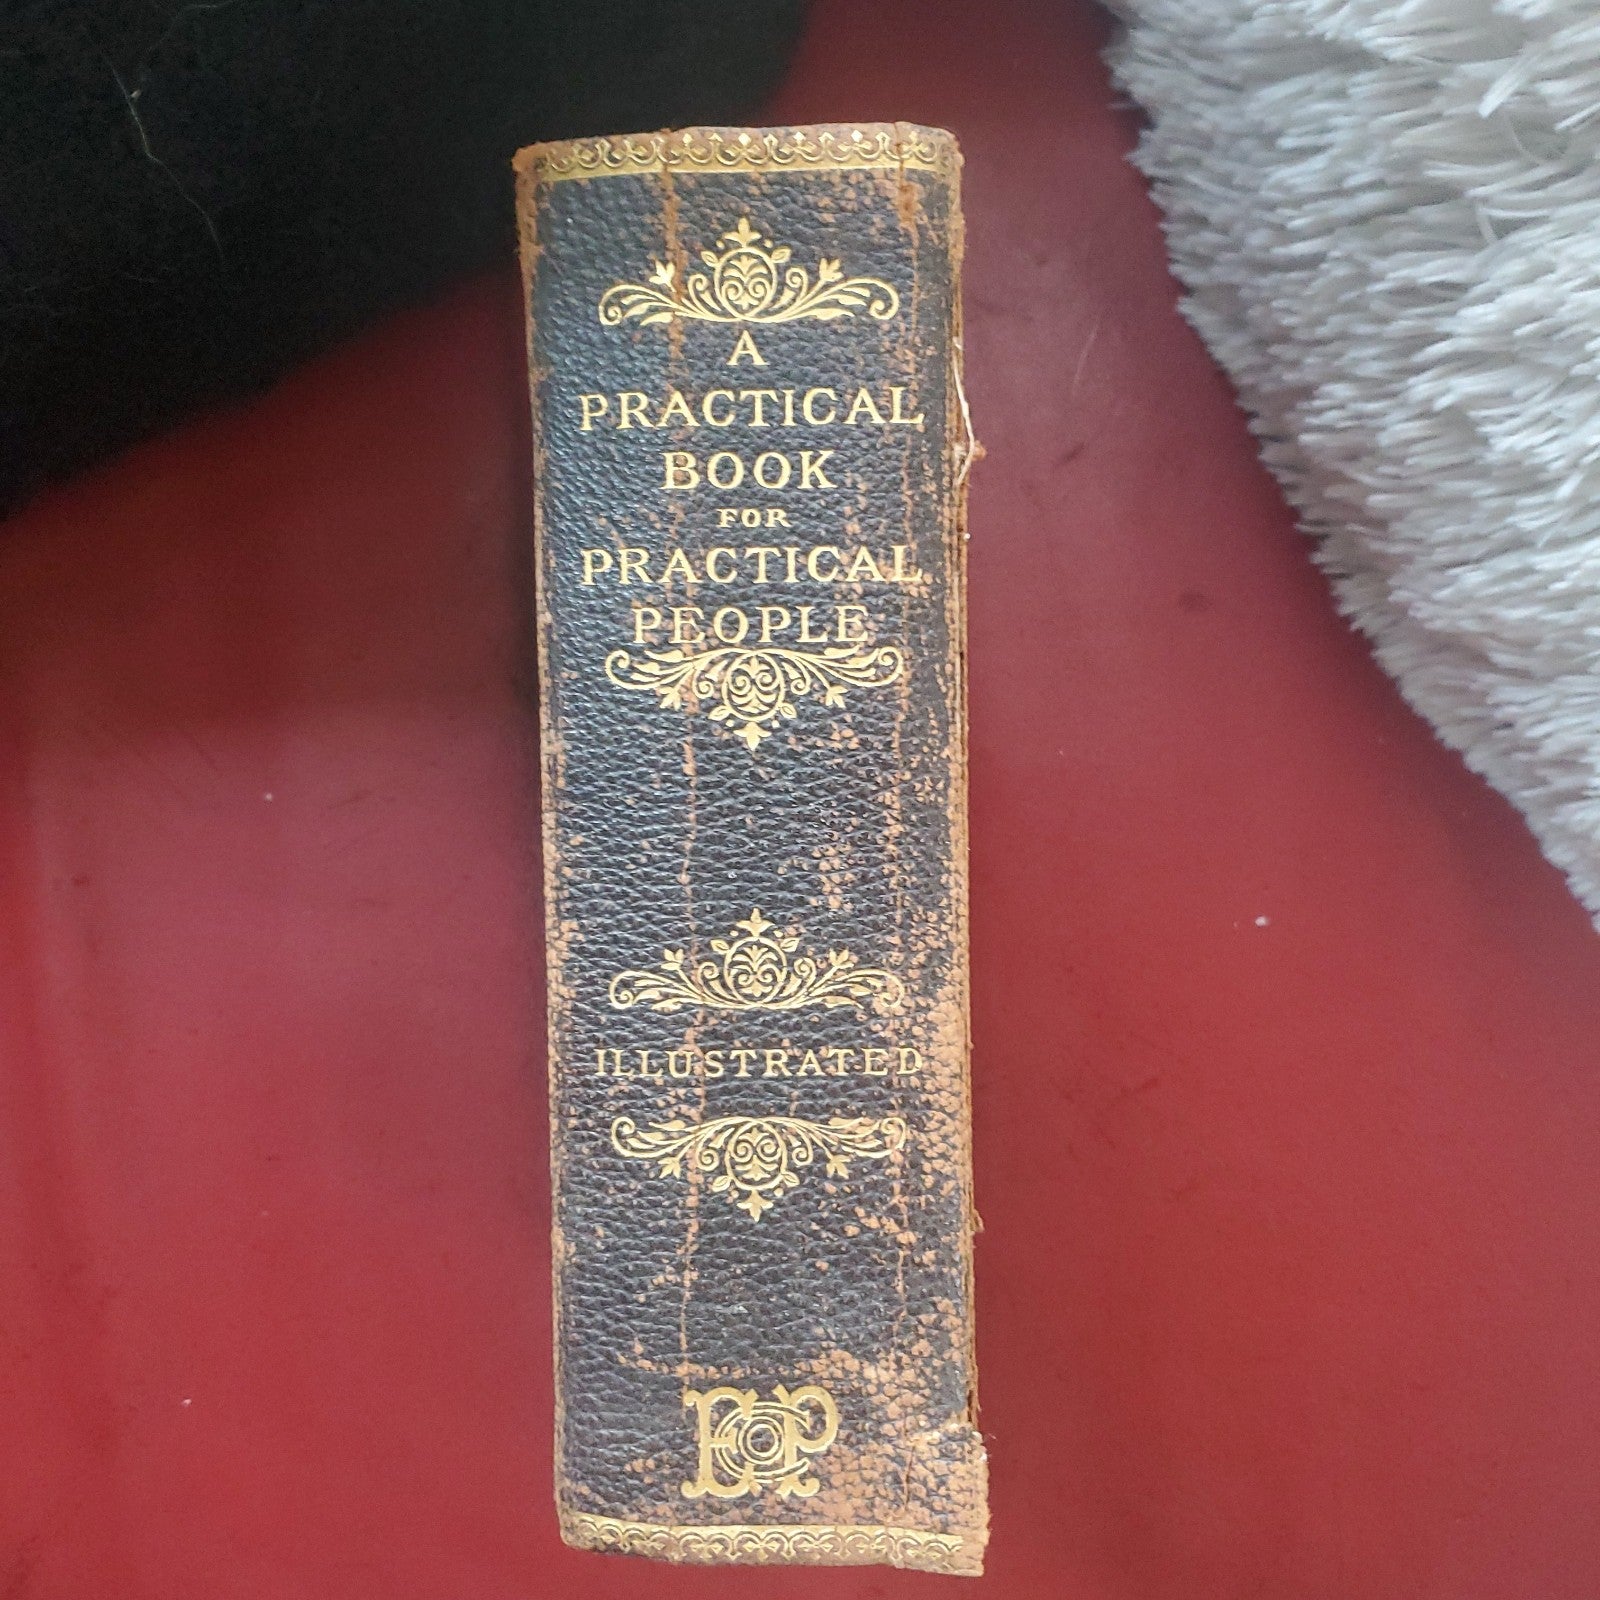 A
PRACTICAL
BOOK
FOR
PRACTICAL
PEOPLE
ILLUSTRATED